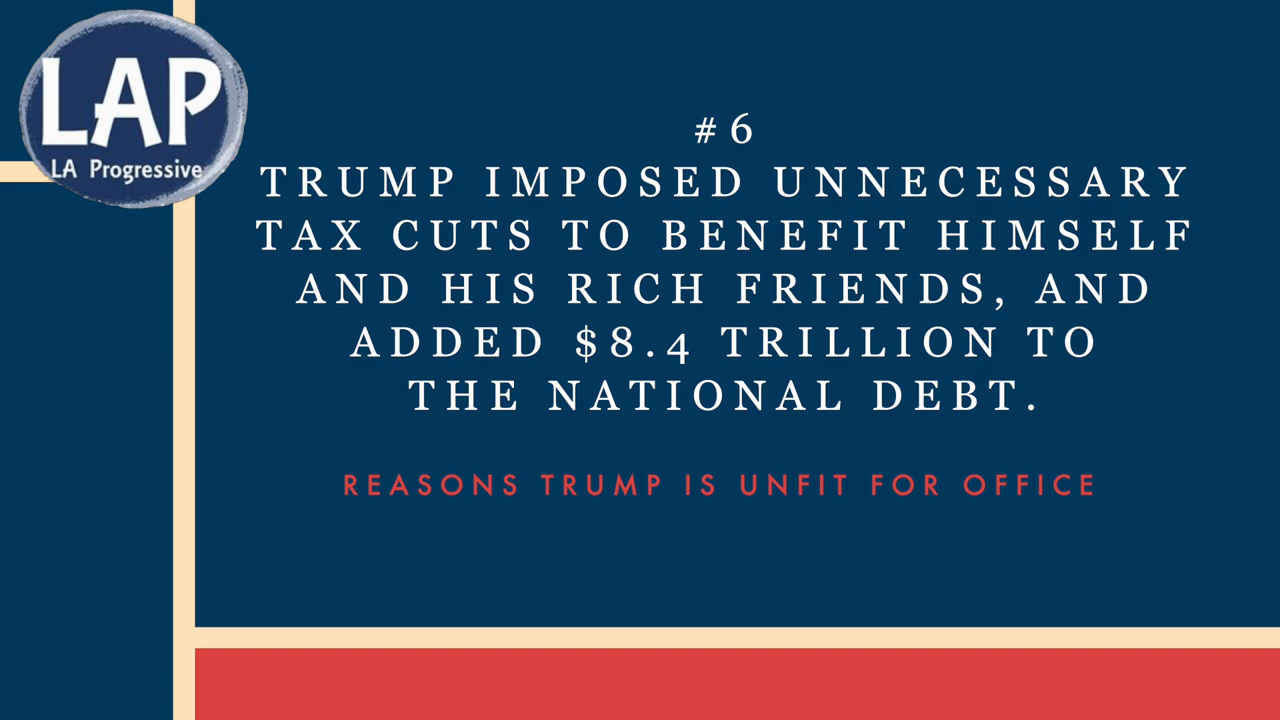 LAP
LA Progressive
#6
TRUMP IMPOSED UNNECESSARY
TAX CUTS TO BENEFIT HIMSELF
AND HIS RICH FRIENDS, AND
ADDED $8.4 TRILLION TO
THE NATIONAL DEBT.
REASONS TRUMP IS UNFIT FOR OFFICE